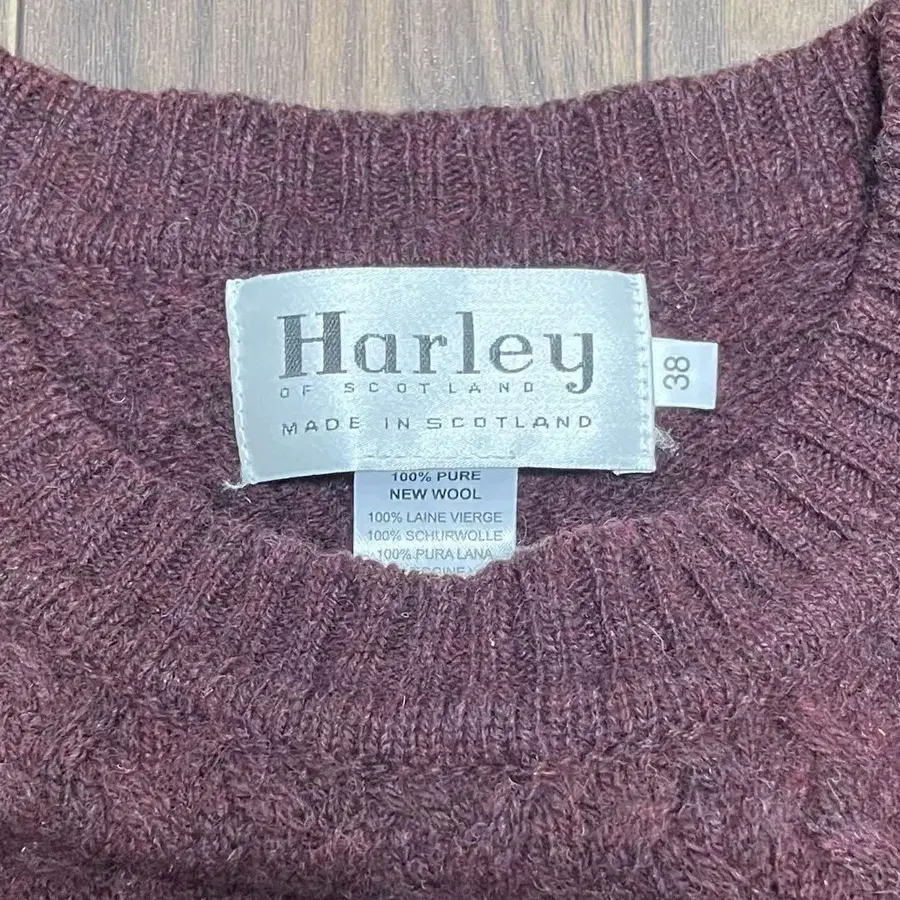 Harley
OF SCOTLAND
MADE IN SCOTLAND
38
100% PURE
NEW WOOL
100% LAINE VIERGE
100% SCHURWOLLE
100% PURA LANA